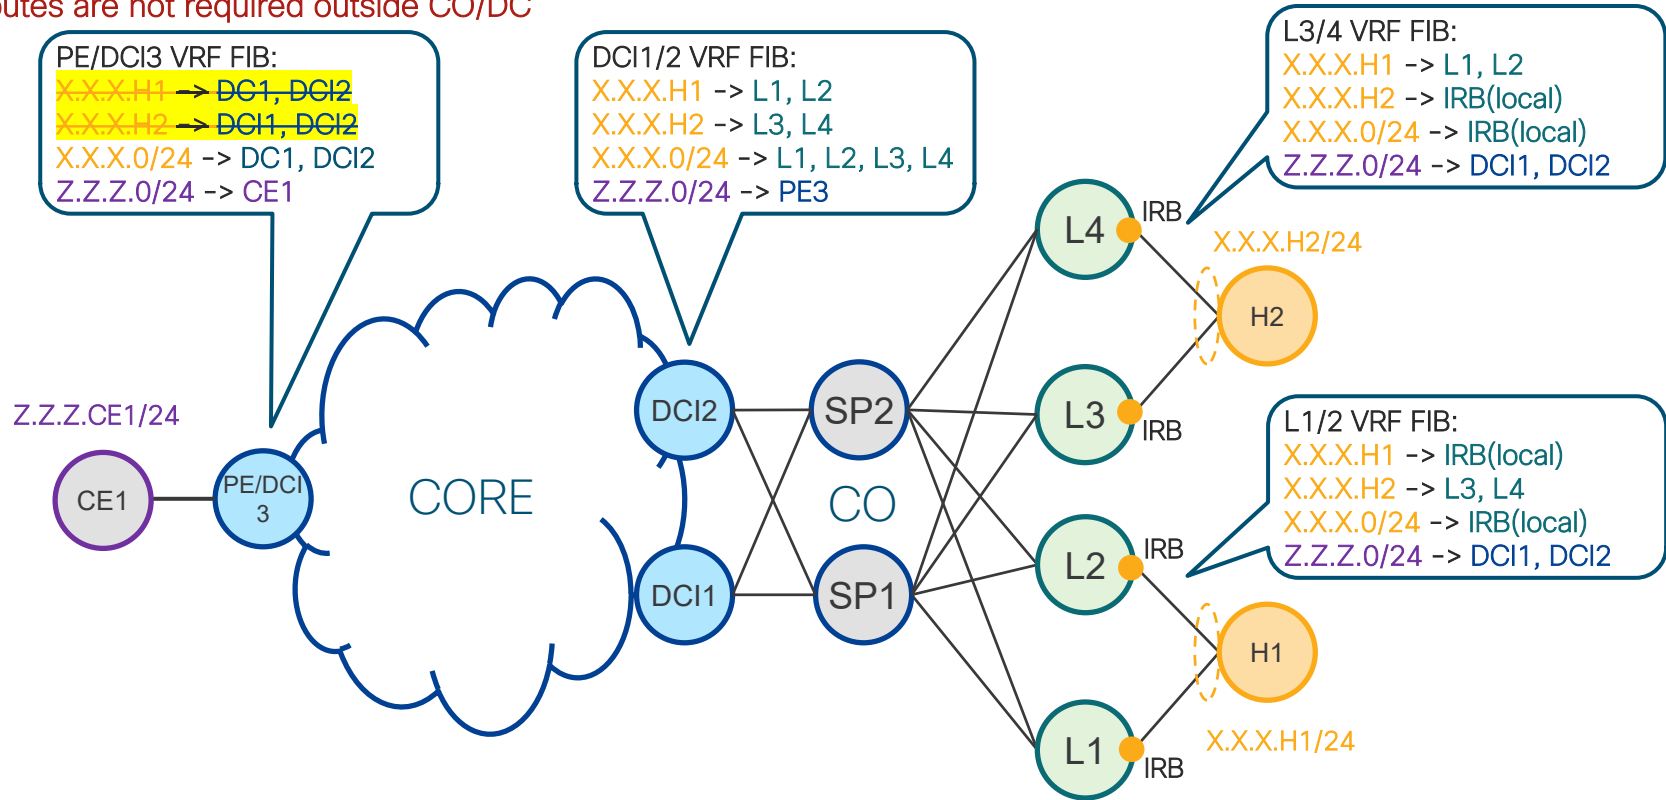 outes are not required outside CO/DC
PE/DCI3 VRF FIB:
X.X.X.H1 -> DC1, DCI2
X.X.X.H2 -> DCI1, DCI2
X.X.X.0/24 -> DC1, DCI2
Z.Z.Z.0/24 -> CE1
DCI1/2 VRF FIB:
X.X.X.H1 -> L1, L2
X.X.X.H2 -> L3, L4
X.X.X.0/24 -> L1, L2, L3, L4
Z.Z.Z.0/24 -> PE3
L3/4 VRF FIB:
X.X.X.H1 -> L1, L2
X.X.X.H2 -> IRB(local)
X.X.X.0/24 -> IRB(local)
Z.Z.Z.0/24 -> DCI1, DCI2
L4
IRB
X.X.X.H2/24
H2
L3
IRB
Z.Z.Z.CE1/24
CE1
PE/DCI
3
CORE
DCI2
DCI1
SP2
CO
SP1
L1/2 VRF FIB:
X.X.X.H1 -> IRB(local)
X.X.X.H2 -> L3, L4
X.X.X.0/24 -> IRB(local)
Z.Z.Z.0/24 -> DCI1, DCI2
L2
IRB
H1
L1
IRB
X.X.X.H1/24